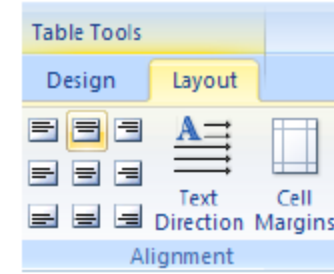 Table Tools
Design Layout
Text Cell
Direction Margins
Alignment